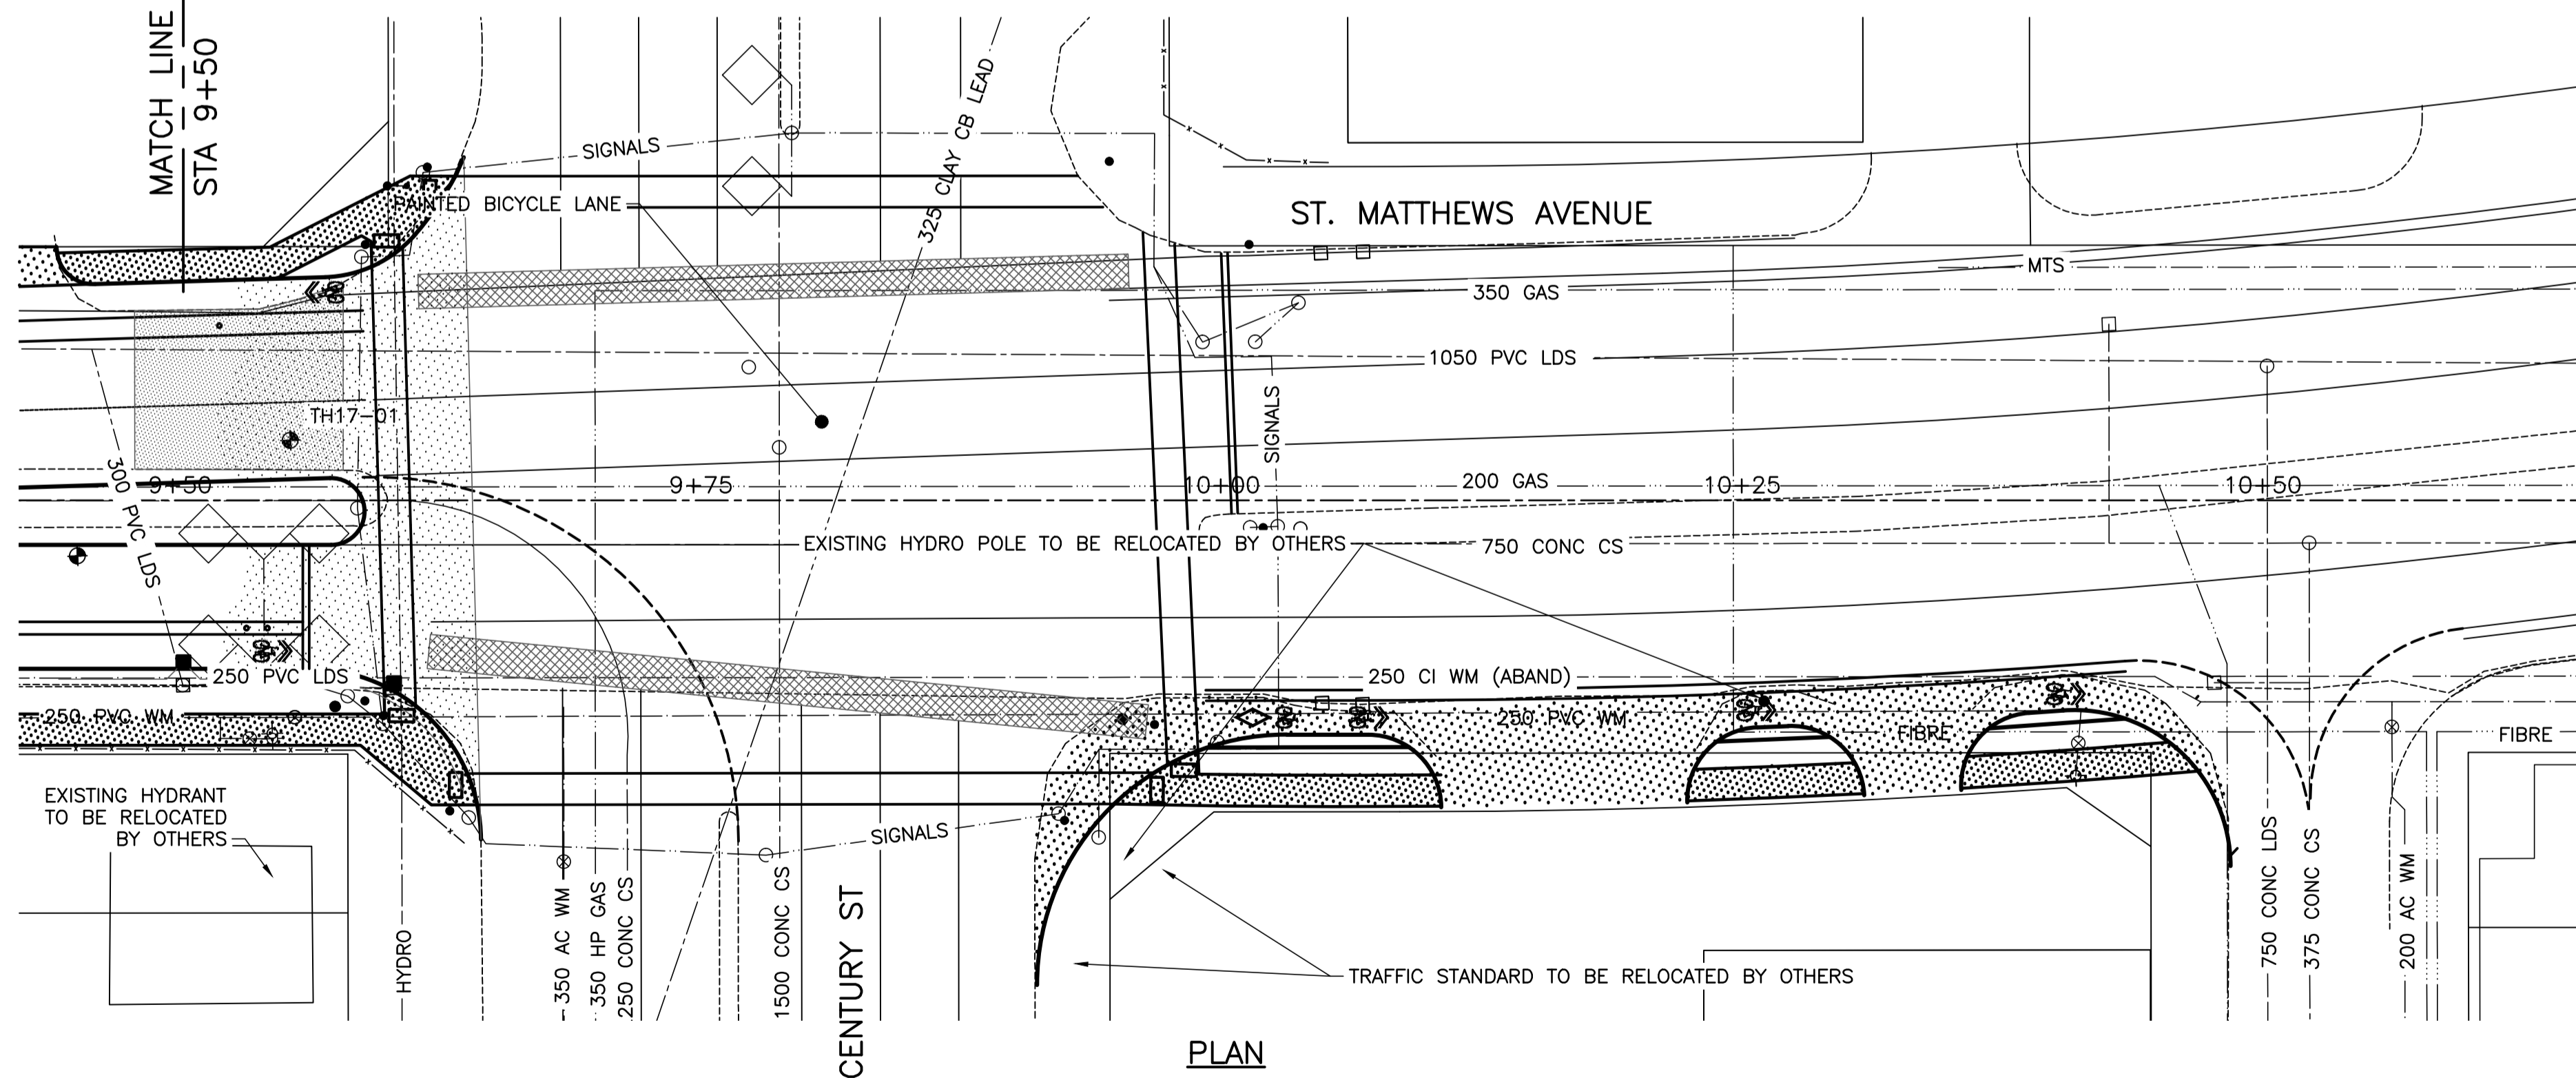 MATCH LINE
STA 9+50
SIGNALS
325 CLAY CB LEAD
PAINTED BICYCLE LANE
ST. MATTHEWS AVENUE
MTS
350 GAS
1050 PVC LDS
TH17-01
SIGNALS
300 PVC LDS
9+50
9+75
10+00
200 GAS
10+25
10+50
EXISTING HYDRO POLE TO BE RELOCATED BY OTHERS
750 CONC CS
250 PVC LDS
250 CI WM (ABAND)
250 PVC WM
250 PVC WM
FIBRE
FIBRE
EXISTING HYDRANT
TO BE RELOCATED
BY OTHERS
SIGNALS
HYDRO
350 AC WM
350 HP GAS
250 CONC CS
1500 CONC CS
CENTURY ST
TRAFFIC STANDARD TO BE RELOCATED BY OTHERS
750 CONC LDS
375 CONC CS
200 AC WM
PLAN